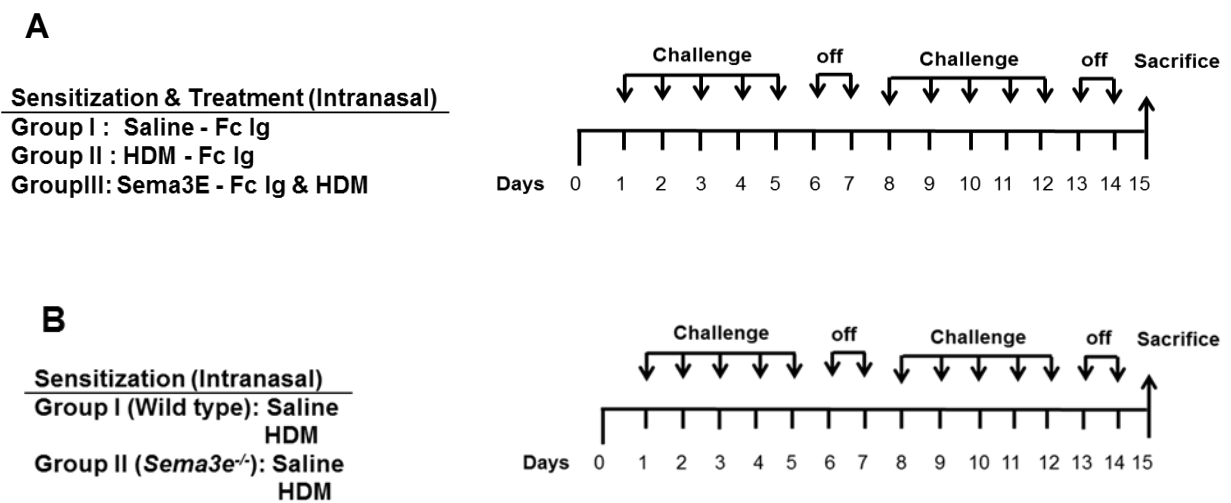 A
Challenge off Challenge off Sacrifice
Sensitization & Treatment (Intranasal)
Group I : Saline - Fc Ig
Group II : HDM - Fc Ig
GroupIII: Sema3E - Fc Ig & HDM
Days 0 1 2 3 4 5 6 7 8 9 10 11 12 13 14 15
B
Challenge off Challenge off Sacrifice
Sensitization (Intranasal)
Group I (Wild type): Saline
HDM
Group II (Sema3e-/-): Saline
HDM
Days 0 1 2 3 4 5 6 7 8 9 10 11 12 13 14 15